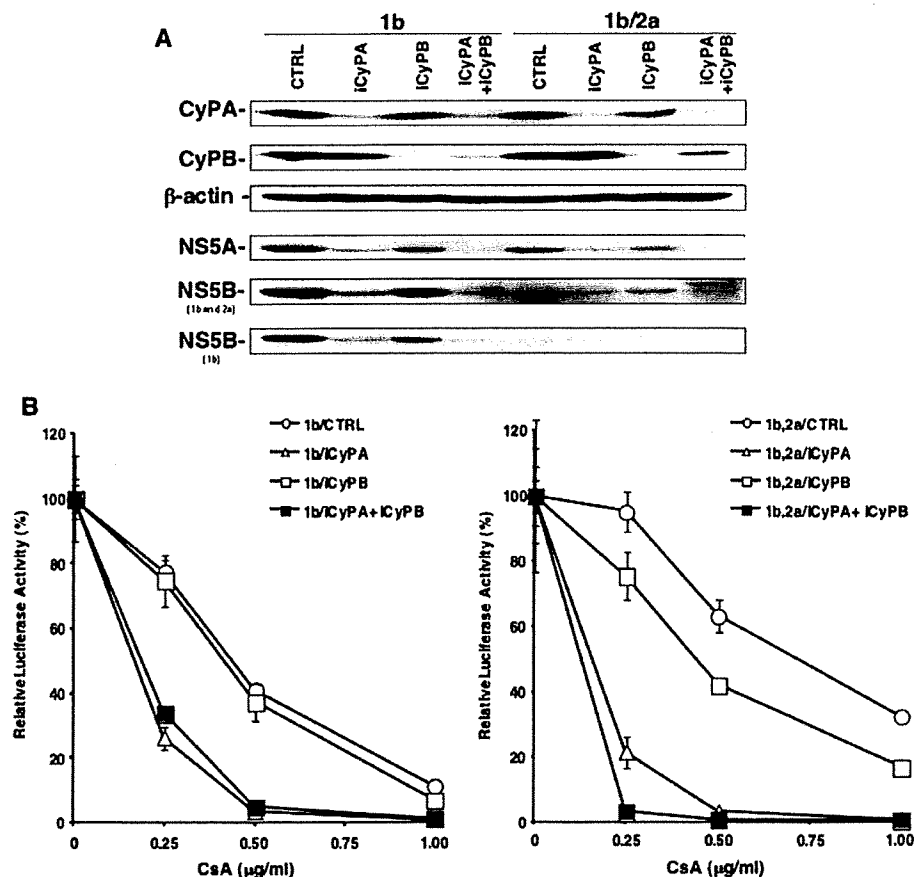 A
1b
1b/2a
CTRL
iCyPA
iCyPB
iCyPA
+iCyPB
CTRL
iCyPA
iCyPB
iCyPA
+iCyPB
CyPA-
CyPB-
β-actin -
NS5A-
NS5B-
(1b and 2a)
NS5B-
(1b)
B
1b/CTRL
1b/iCyPA
1b/iCyPB
1b/iCyPA+iCyPB
Relative Luciferase Activity (%)
120
100
80
60
40
20
0
0
0.25
0.50
0.75
1.00
CsA (μg/ml)
1b,2a/CTRL
1b,2a/iCyPA
1b,2a/iCyPB
1b,2a/iCyPA+ iCyPB
Relative Luciferase Activity (%)
120
100
80
60
40
20
0
0
0.25
0.50
0.75
1.00
CsA (μg/ml)